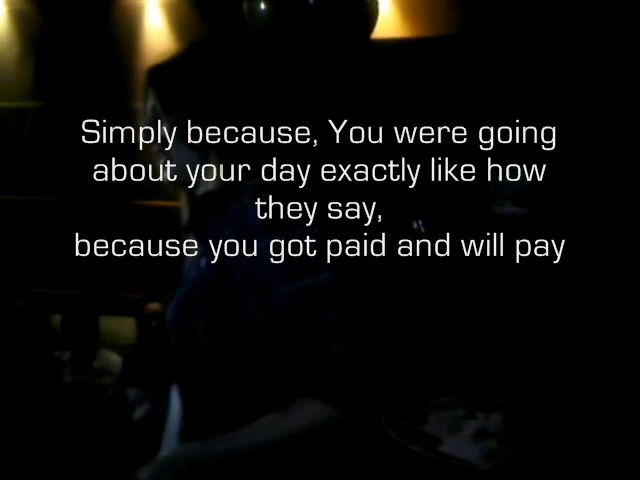 Simply because, You were going
about your day exactly like how
they say,
because you got paid and will pay